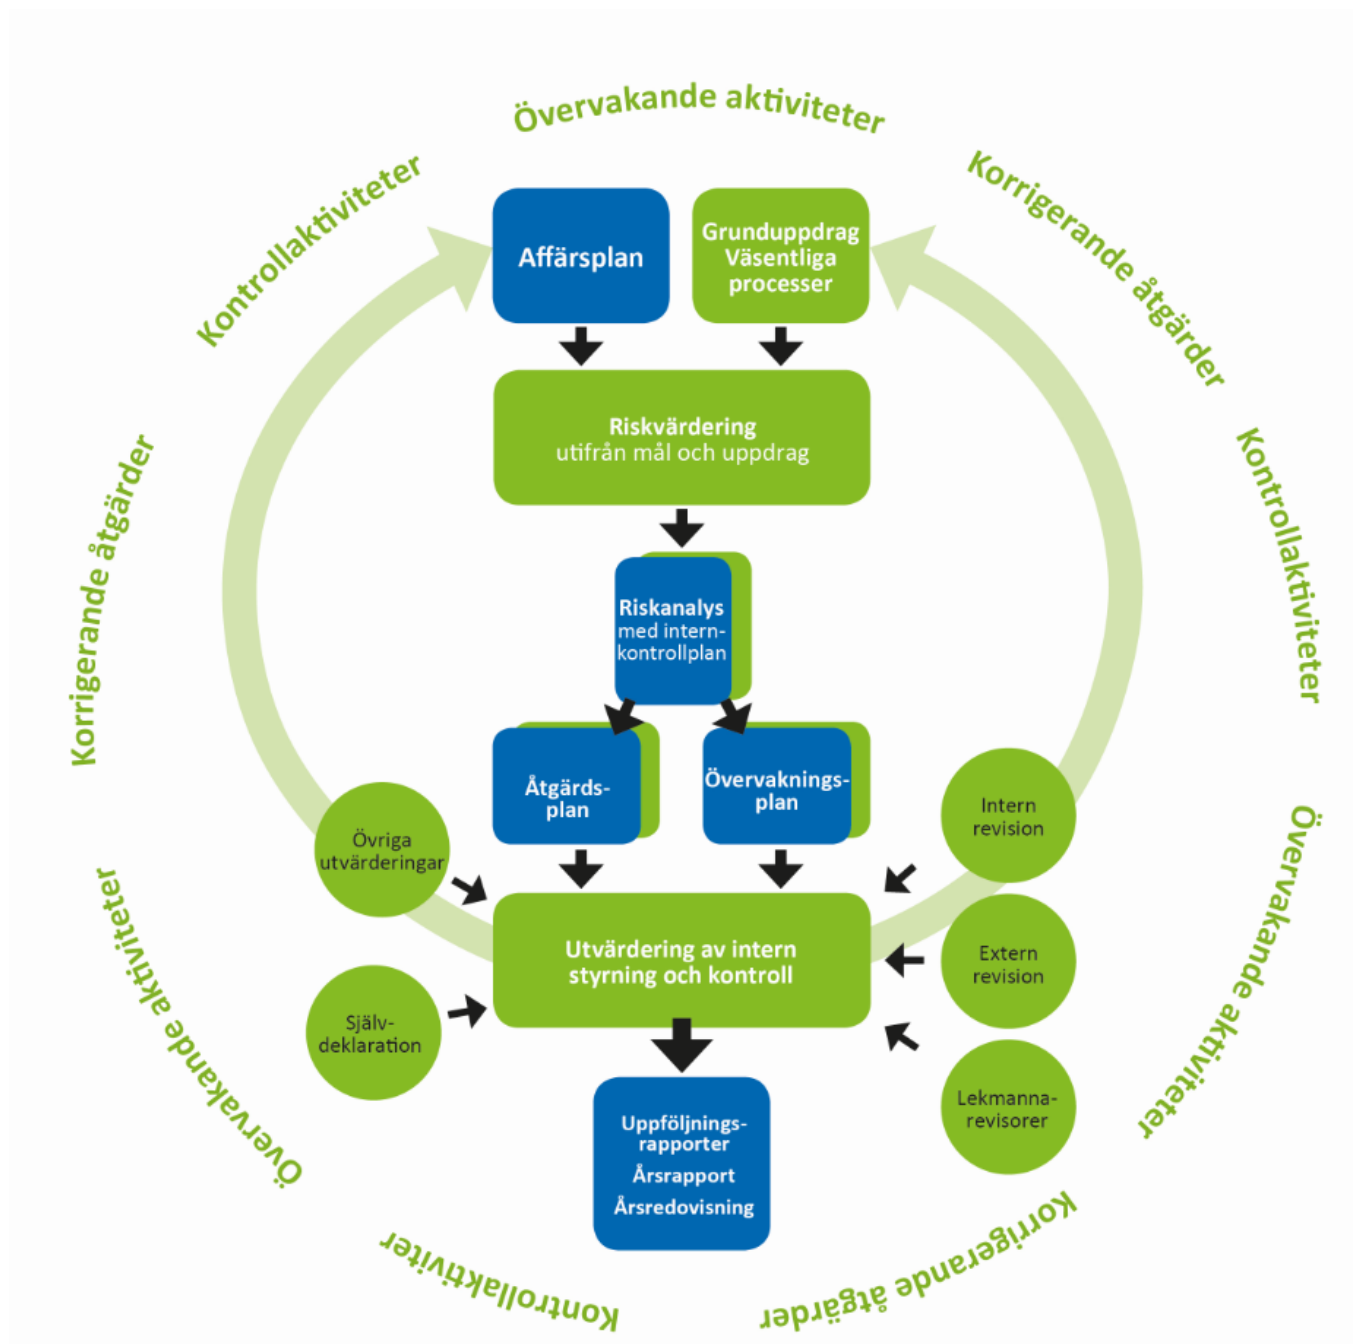 Övervakande aktiviteter
Korrigerande åtgärder
Kontrollaktiviteter
Övervakande aktiviteter
Korrigerande åtgärder
Kontrollaktiviter
Övervakande aktiviteter
Korrigerande åtgärder
Kontrollaktiviteter
Affärsplan
Grunduppdrag
Väsentliga
processer
Riskvärdering
utifrån mål och uppdrag
Riskanalys
med intern-
kontrollplan
Åtgärds-
plan
Övervaknings-
plan
Övriga
utvärderingar
Själv-
deklaration
Intern
revision
Extern
revision
Lekmanna-
revisorer
Utvärdering av intern
styrning och kontroll
Uppföljnings-
rapporter
Årsrapport
Årsredovisning